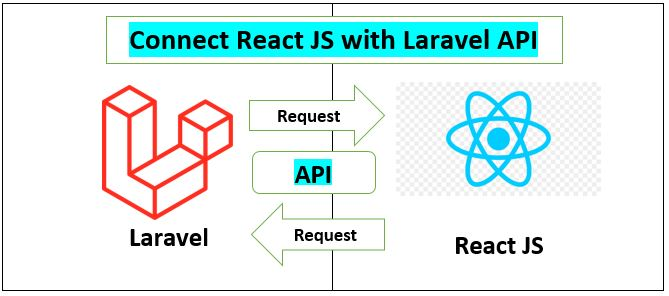 Connect React JS with Laravel API
Request
API
Request
Laravel
React JS